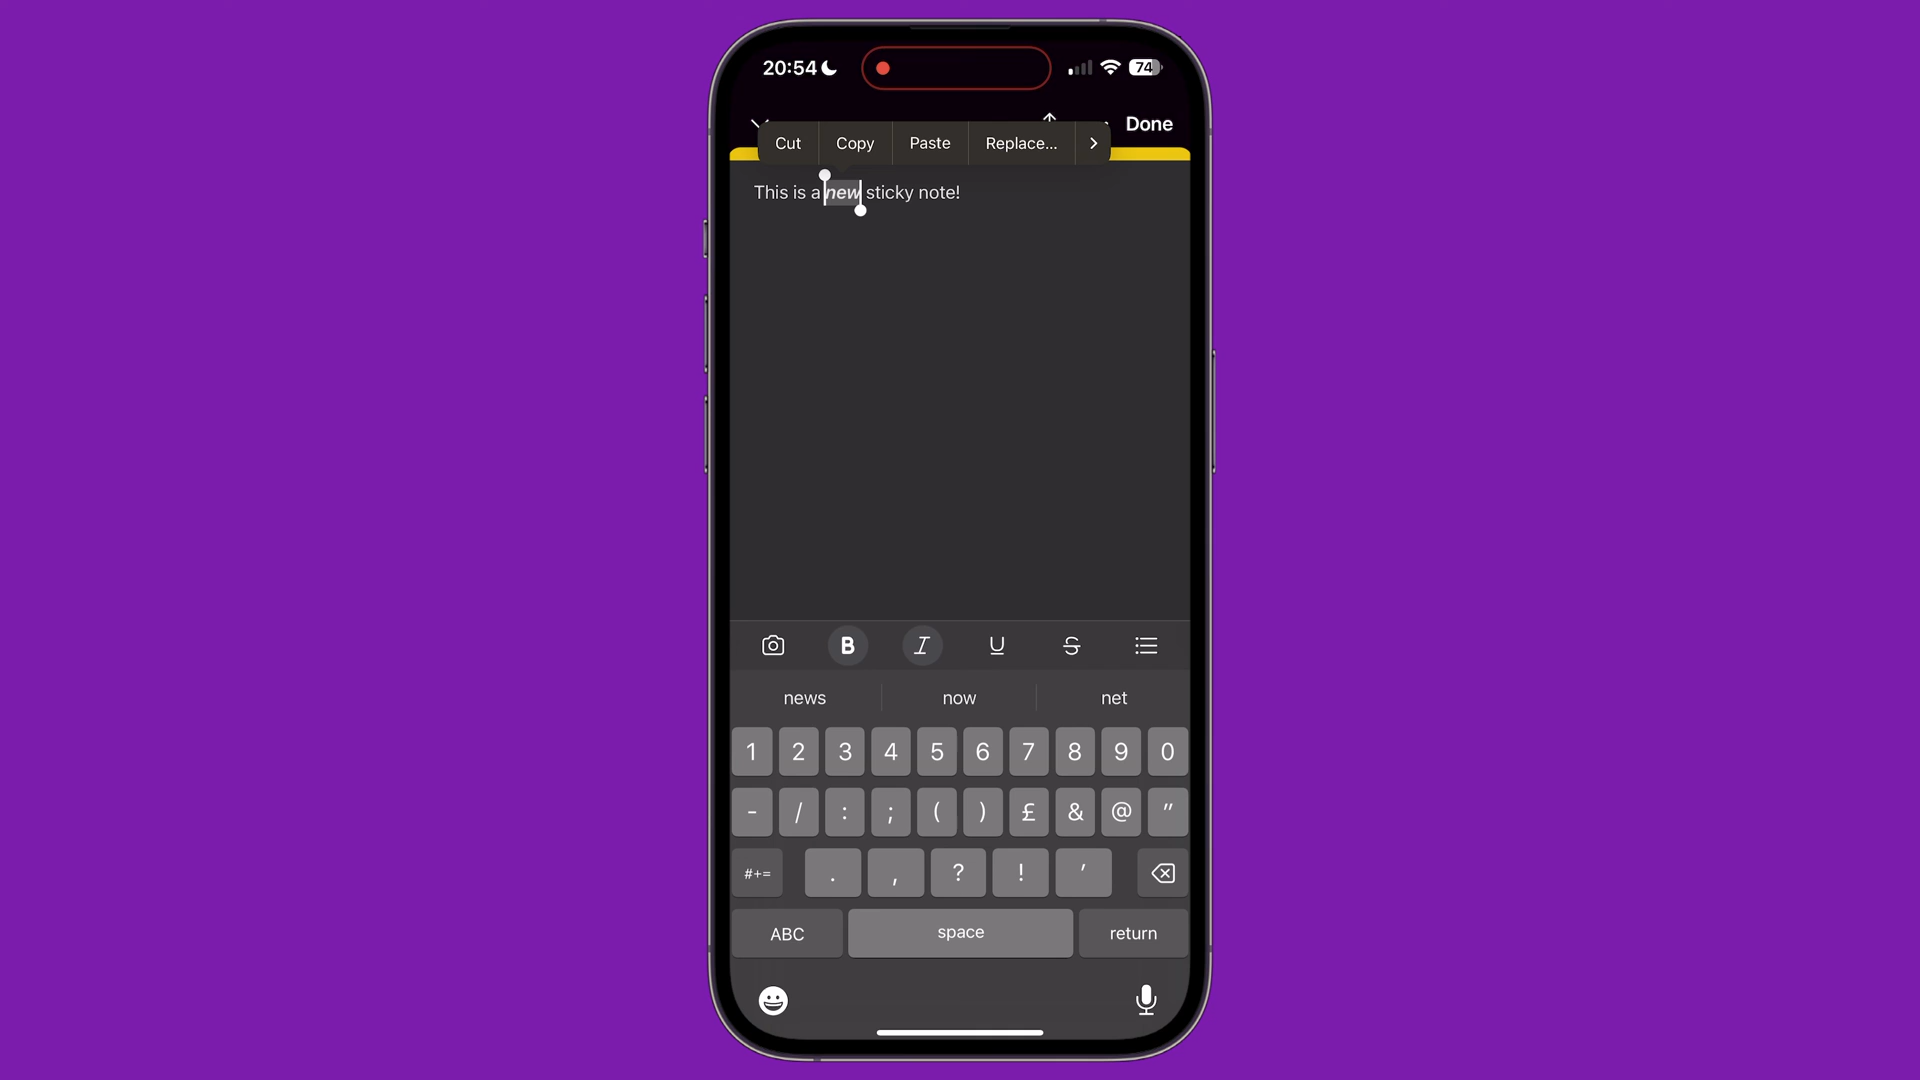 20:54
74
Done
Cut Copy Paste Replace...
This is a new sticky note!
B I U S
news now net
1 2 3 4 5 6 7 8 9 0
- / : ; ( ) £ & @ "
#+= . , ? ! ’
ABC space return